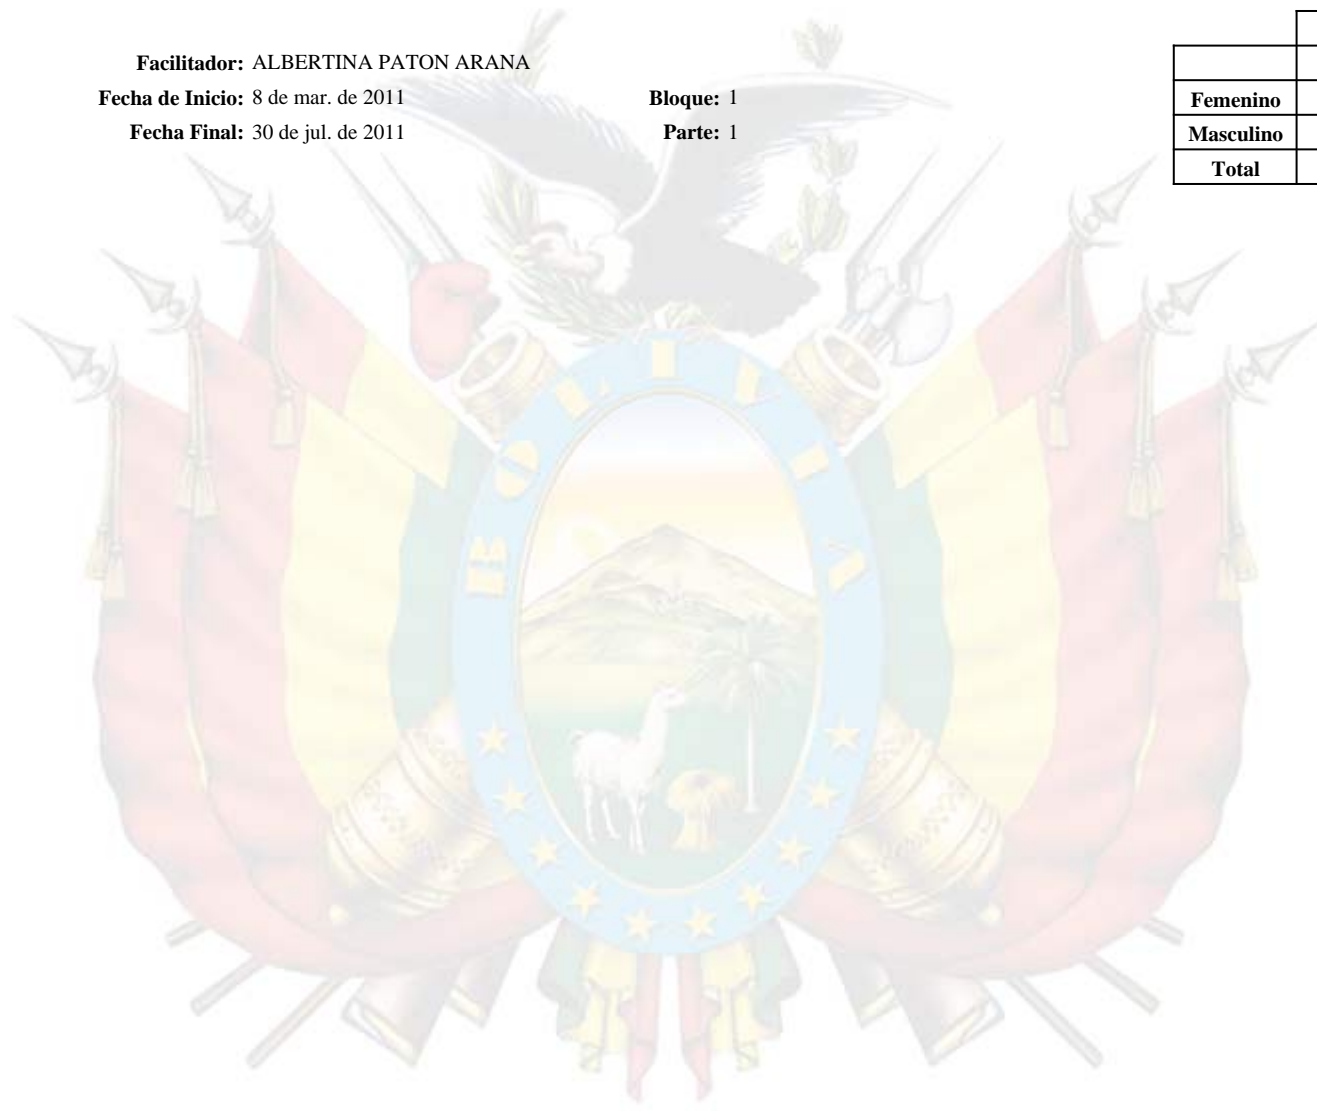 Facilitador: ALBERTINA PATON ARANA
Fecha de Inicio: 8 de mar. de 2011 Bloque: 1
Fecha Final: 30 de jul. de 2011 Parte: 1
Femenino
Masculino
Total
BOLIVIA